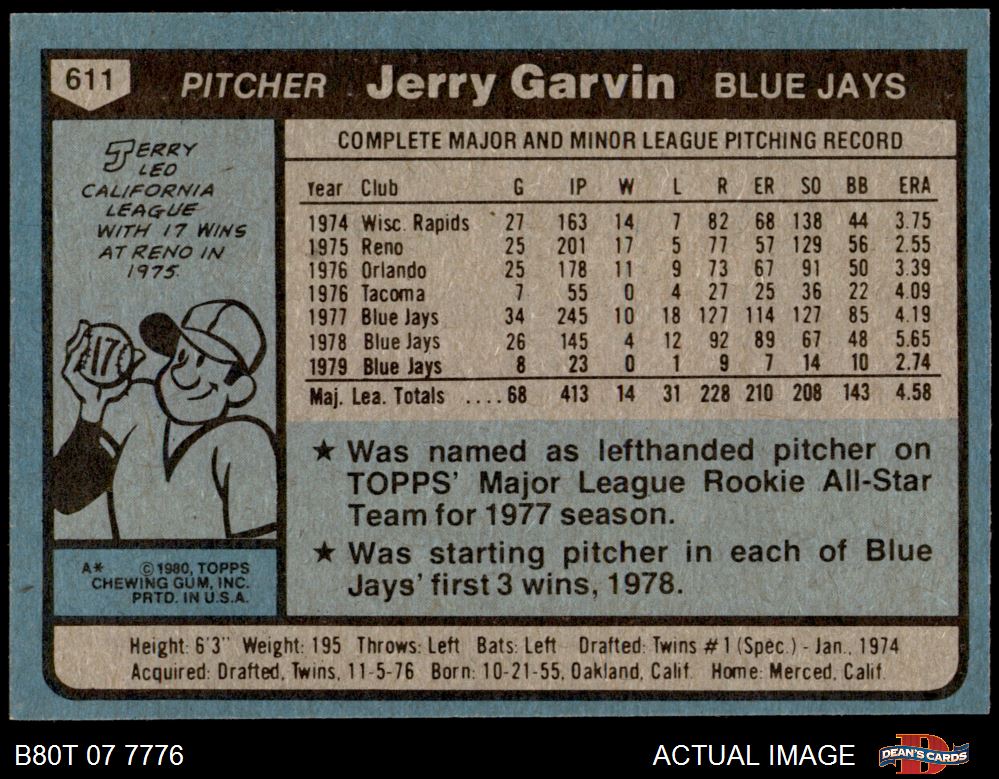 611 PITCHER Jerry Garvin BLUE JAYS
JERRY
LED
CALIFORNIA
LEAGUE
WITH 17 WINS
AT RENO IN
1975.
17
A* ©1980, TOPPS
CHEWING GUM, INC.
PRTD. IN U.S.A.
COMPLETE MAJOR AND MINOR LEAGUE PITCHING RECORD
Year Club G IP W L R ER SO BB ERA
1974 Wisc. Rapids 27 163 14 7 82 68 138 44 3.75
1975 Reno 25 201 17 5 77 57 129 56 2.55
1976 Orlando 25 178 11 9 73 67 91 50 3.39
1976 Tacoma 7 55 0 4 27 25 36 22 4.09
1977 Blue Jays 34 245 10 18 127 114 127 85 4.19
1978 Blue Jays 26 145 4 12 92 89 67 48 5.65
1979 Blue Jays 8 23 0 1 9 7 14 10 2.74
Maj. Lea. Totals ....68 413 14 31 228 210 208 143 4.58
★ Was named as lefthanded pitcher on
TOPPS' Major League Rookie All-Star
Team for 1977 season.
★ Was starting pitcher in each of Blue
Jays' first 3 wins, 1978.
Height: 6'3" Weight: 195 Throws: Left Bats: Left Drafted: Twins #1 (Spec.) - Jan., 1974
Acquired: Drafted, Twins, 11-5-76 Born: 10-21-55, Oakland, Calif. Home: Merced, Calif.
B80T 07 7776 ACTUAL IMAGE DEAN'S CARDS